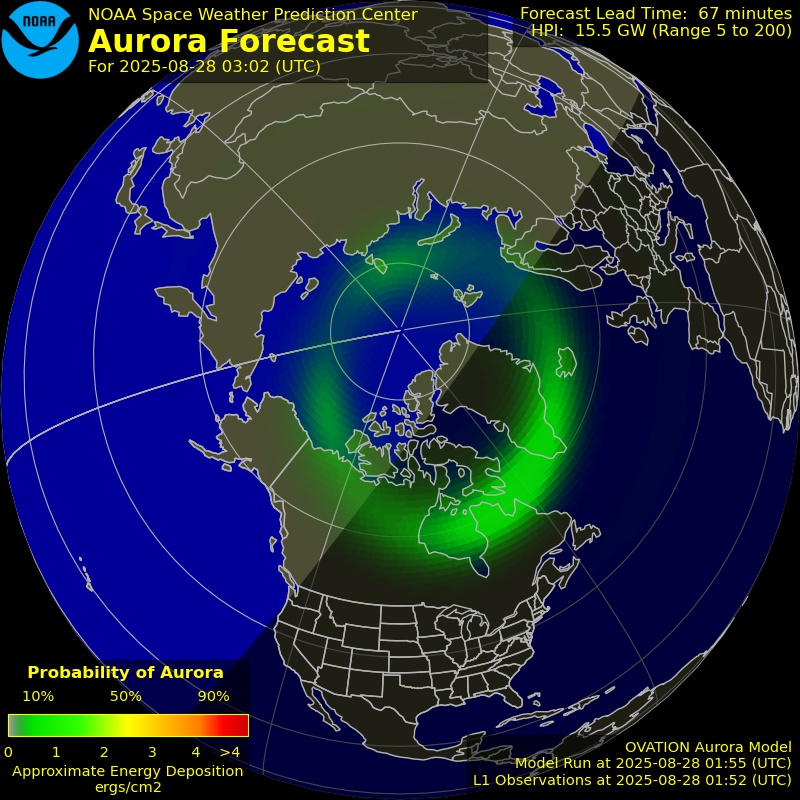 NOAA
NOAA Space Weather Prediction Center
Aurora Forecast
For 2025-08-28 03:02 (UTC)
Forecast Lead Time: 67 minutes
HPI: 15.5 GW (Range 5 to 200)
Probability of Aurora
10% 50% 90%
0 1 2 3 4 >4
Approximate Energy Deposition
ergs/cm2
OVATION Aurora Model
Model Run at 2025-08-28 01:55 (UTC)
L1 Observations at 2025-08-28 01:52 (UTC)